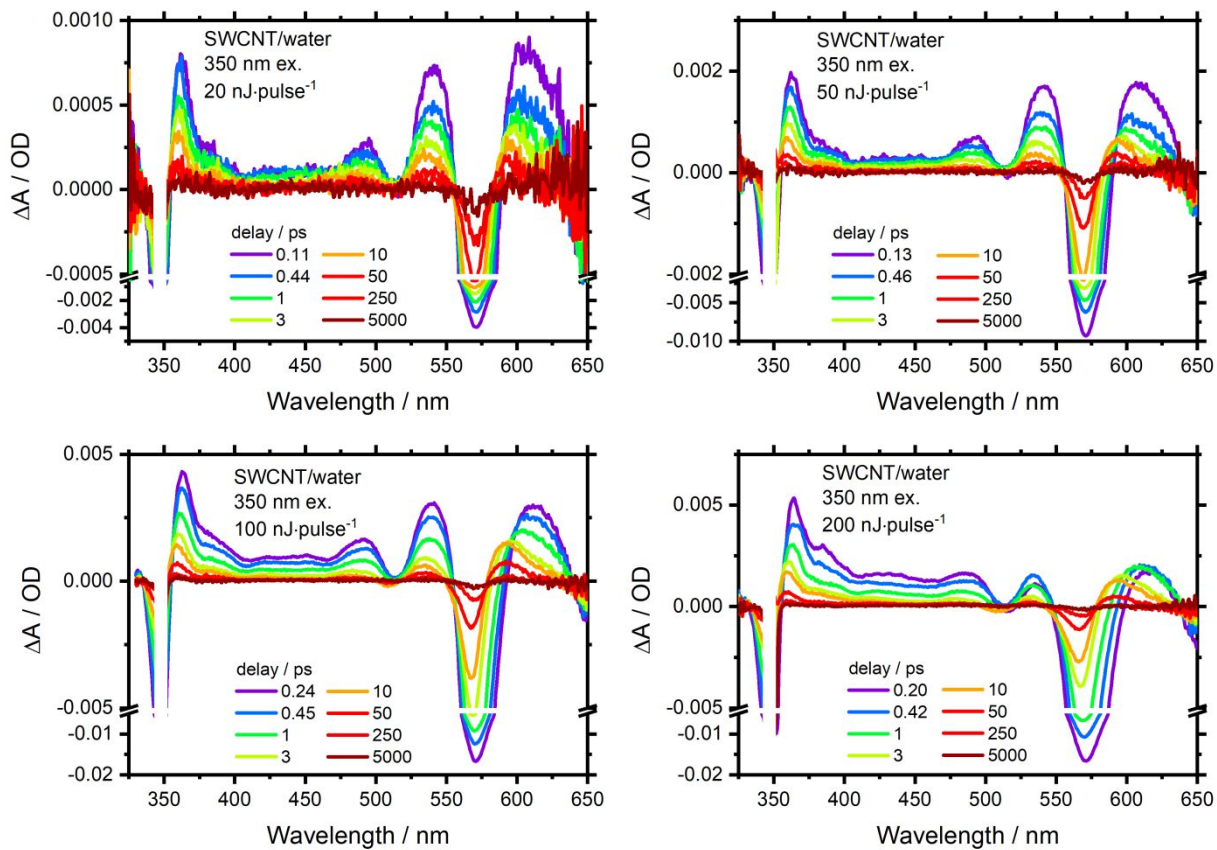 SWCNT/water
350 nm ex.
20 nJ·pulse⁻¹
ΔA / OD
0.0010
0.0005
0.0000
-0.0005
-0.002
-0.004
delay / ps
0.11 10
0.44 50
1 250
3 5000
350 400 450 500 550 600 650
Wavelength / nm
SWCNT/water
350 nm ex.
50 nJ·pulse⁻¹
ΔA / OD
0.002
0.000
-0.002
-0.005
-0.010
delay / ps
0.13 10
0.46 50
1 250
3 5000
350 400 450 500 550 600 650
Wavelength / nm
SWCNT/water
350 nm ex.
100 nJ·pulse⁻¹
ΔA / OD
0.005
0.000
-0.005
-0.01
-0.02
delay / ps
0.24 10
0.45 50
1 250
3 5000
350 400 450 500 550 600 650
Wavelength / nm
SWCNT/water
350 nm ex.
200 nJ·pulse⁻¹
ΔA / OD
0.005
0.000
-0.005
-0.01
-0.02
delay / ps
0.20 10
0.42 50
1 250
3 5000
350 400 450 500 550 600 650
Wavelength / nm